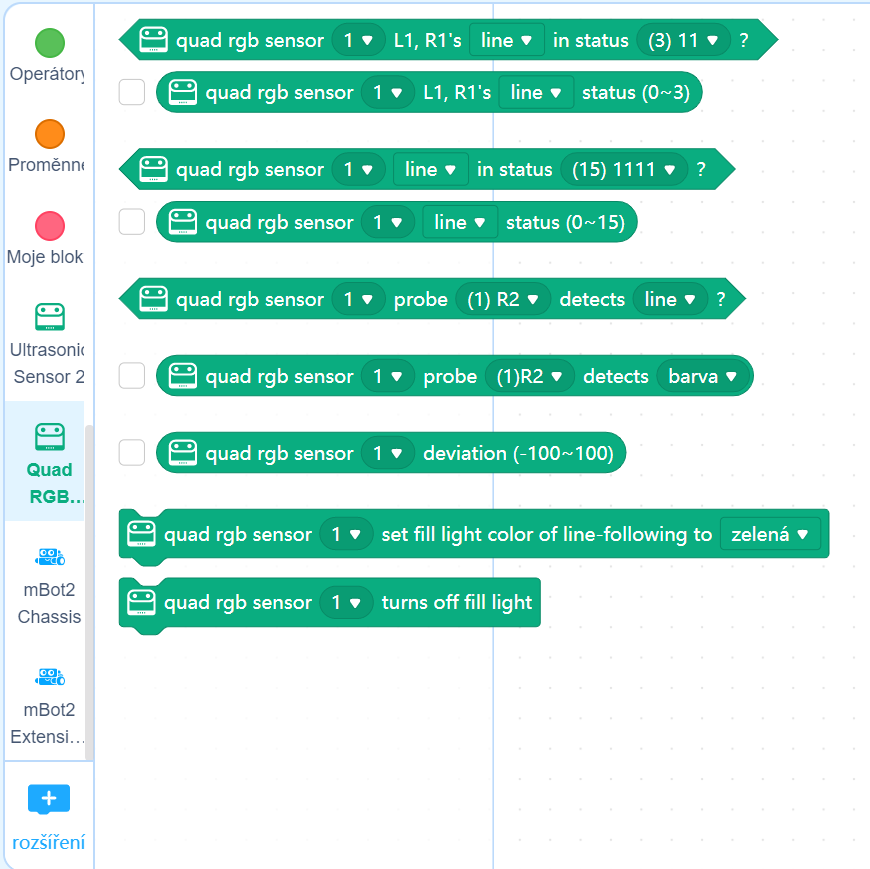 Operátory
Proměnné
Moje blok
Ultrasonic
Sensor 2
Quad
RGB...
mBot2
Chassis
mBot2
Extensi...
rozšíření
quad rgb sensor 1 L1, R1's line in status (3) 11 ?
quad rgb sensor 1 L1, R1's line status (0~3)
quad rgb sensor 1 line in status (15) 1111 ?
quad rgb sensor 1 line status (0~15)
quad rgb sensor 1 probe (1) R2 detects line ?
quad rgb sensor 1 probe (1)R2 detects barva
quad rgb sensor 1 deviation (-100~100)
quad rgb sensor 1 set fill light color of line-following to zelená
quad rgb sensor 1 turns off fill light